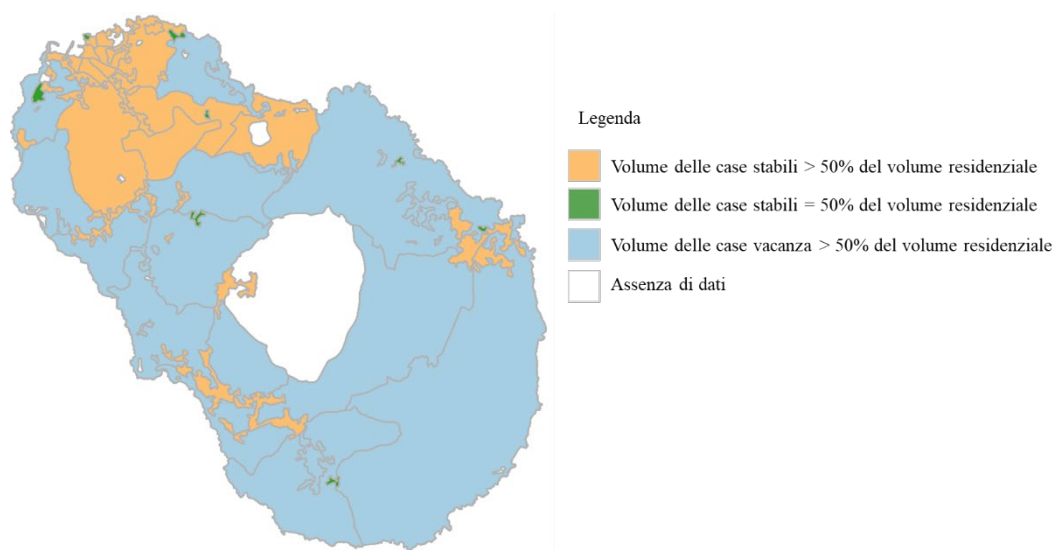 Legenda
Volume delle case stabili > 50% del volume residenziale
Volume delle case stabili = 50% del volume residenziale
Volume delle case vacanza > 50% del volume residenziale
Assenza di dati